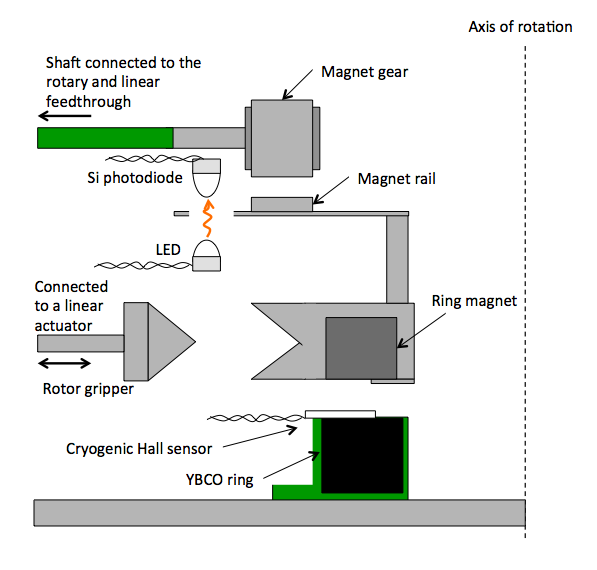 Axis of rotation
Shaft connected to the
rotary and linear
feedthrough
Magnet gear
Si photodiode
Magnet rail
LED
Connected
to a linear
actuator
Ring magnet
Rotor gripper
Cryogenic Hall sensor
YBCO ring